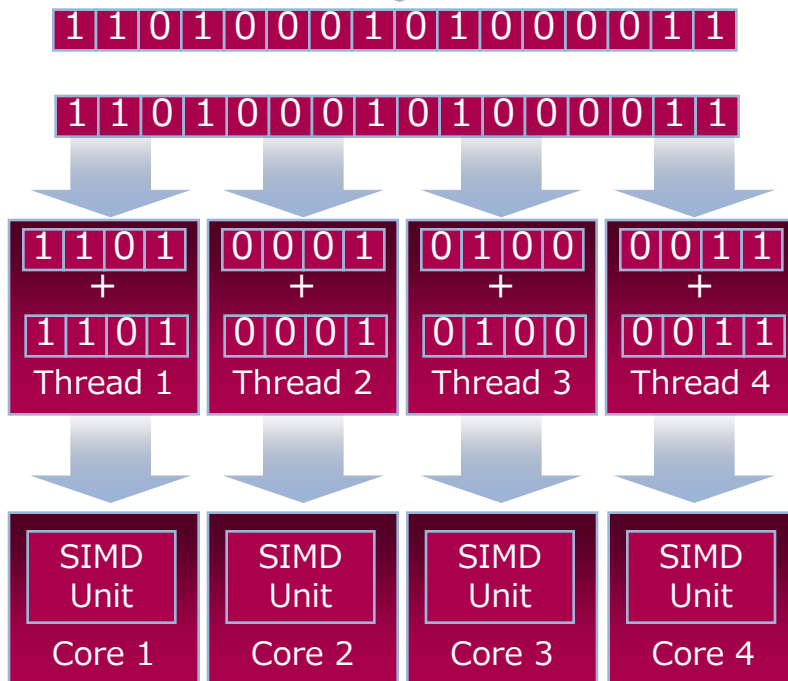 1 1 0 1 0 0 0 1 0 1 0 0 0 0 1 1
1 1 0 1 0 0 0 1 0 1 0 0 0 0 1 1
1 1 0 1
+
1 1 0 1
Thread 1
0 0 0 1
+
0 0 0 1
Thread 2
0 1 0 0
+
0 1 0 0
Thread 3
0 0 1 1
+
0 0 1 1
Thread 4
SIMD
Unit
Core 1
SIMD
Unit
Core 2
SIMD
Unit
Core 3
SIMD
Unit
Core 4